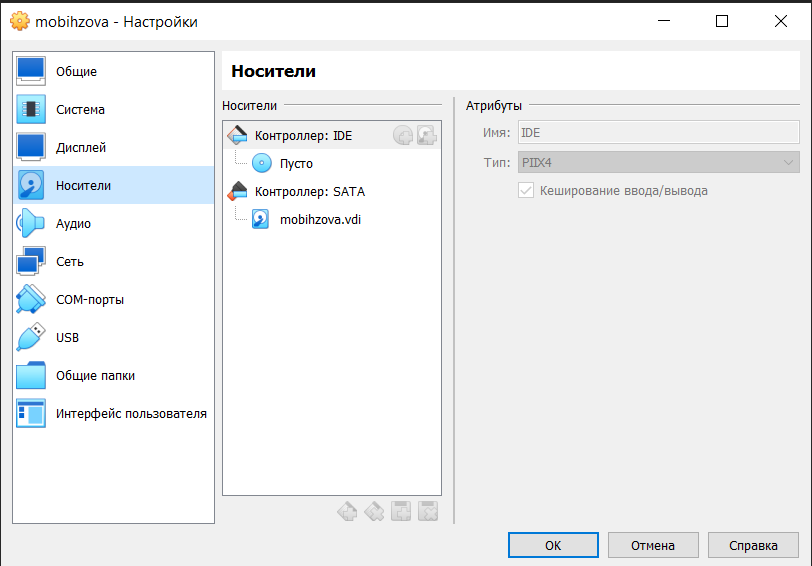 mobihzova - Настройки
Общие
Система
Дисплей
Носители
Аудио
Сеть
COM-порты
USB
Общие папки
Интерфейс пользователя
Носители
Носители
Контроллер: IDE
Пусто
Контроллер: SATA
mobihzova.vdi
Атрибуты
Имя: IDE
Тип: PIIX4
Кеширование ввода/вывода
OK Отмена Справка